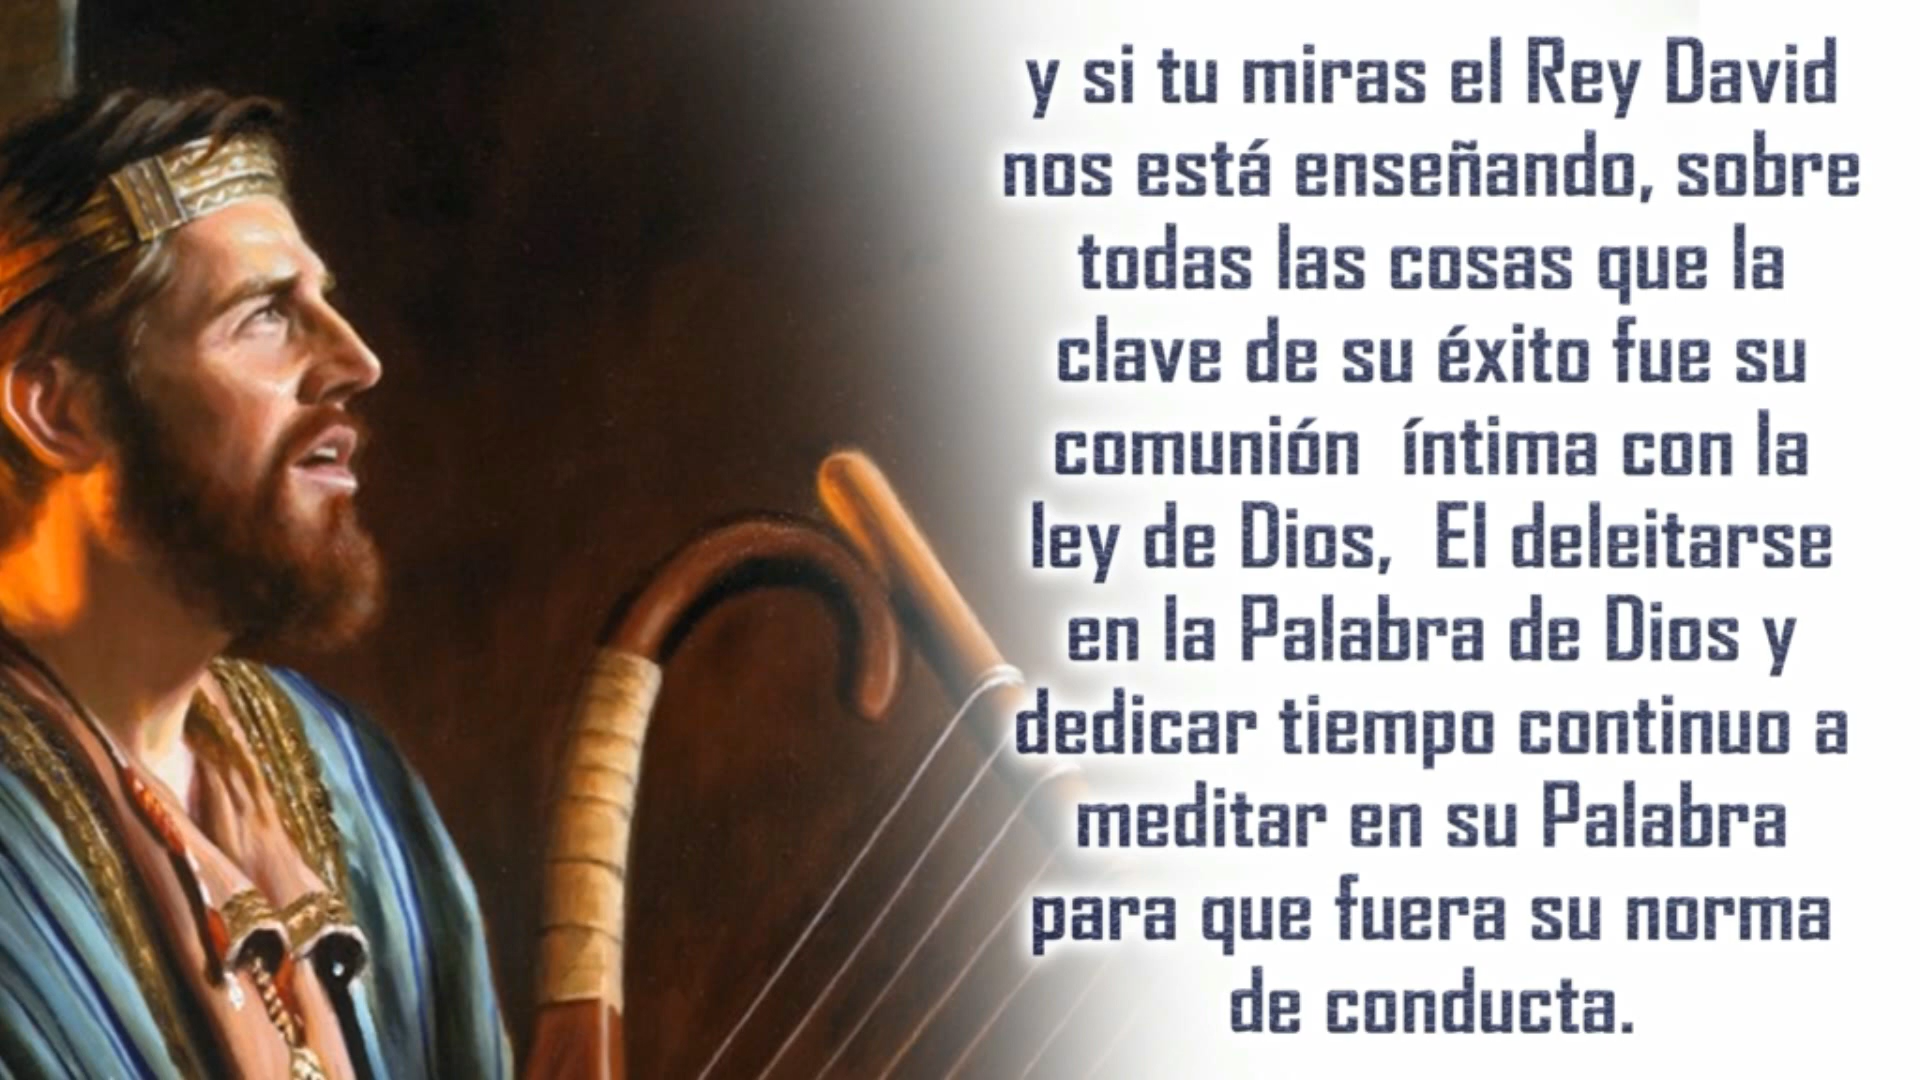 y si tu miras el Rey David
nos está enseñando, sobre
todas las cosas que la
clave de su éxito fue su
comunión  íntima con la
ley de Dios,  El deleitarse
en la Palabra de Dios y
dedicar tiempo continuo a
meditar en su Palabra
para que fuera su norma
de conducta.